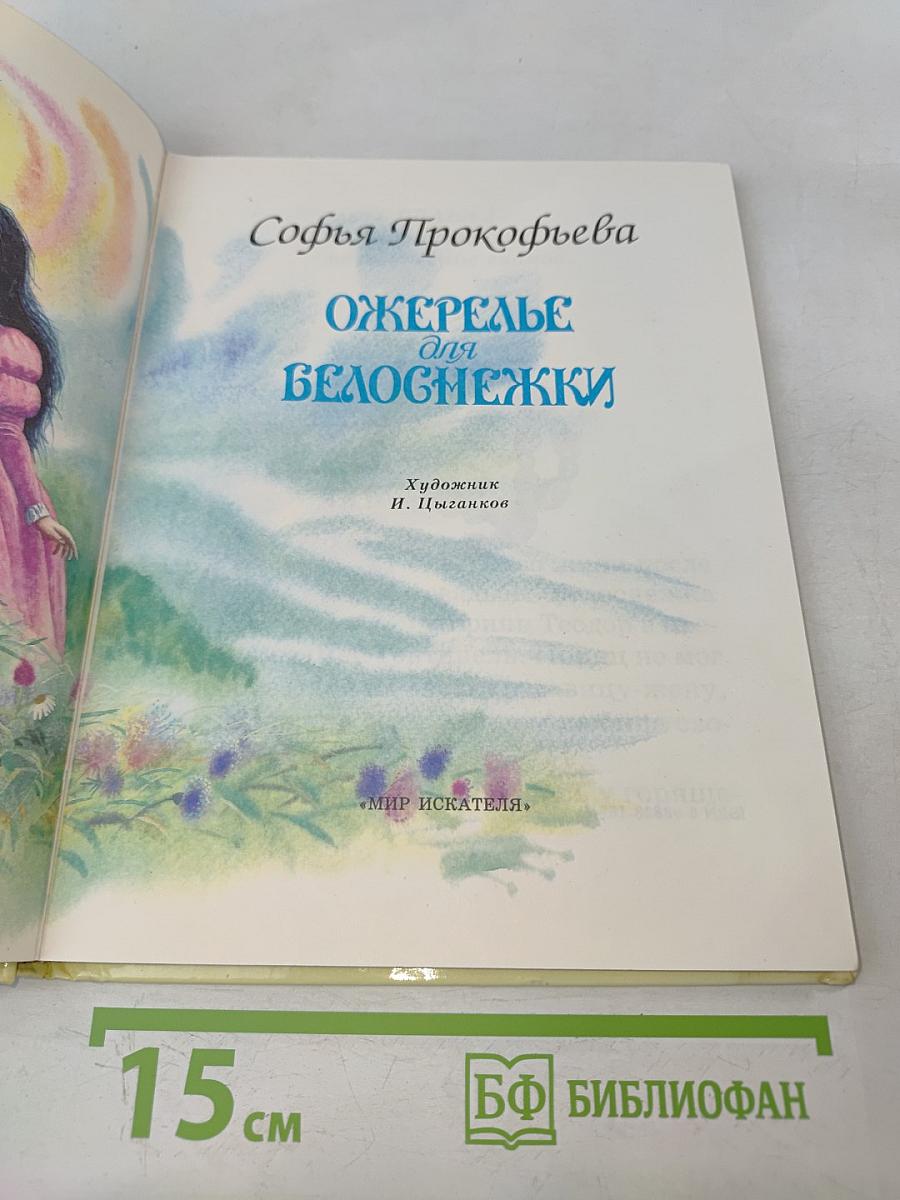 Софья Прокофьева
ОЖЕРЕЛЬЕ
для
БЕЛОСНЕЖКИ
Художник
И. Цыганков
«МИР ИСКАТЕЛЯ»
15 см
БФ БИБЛИОФАН